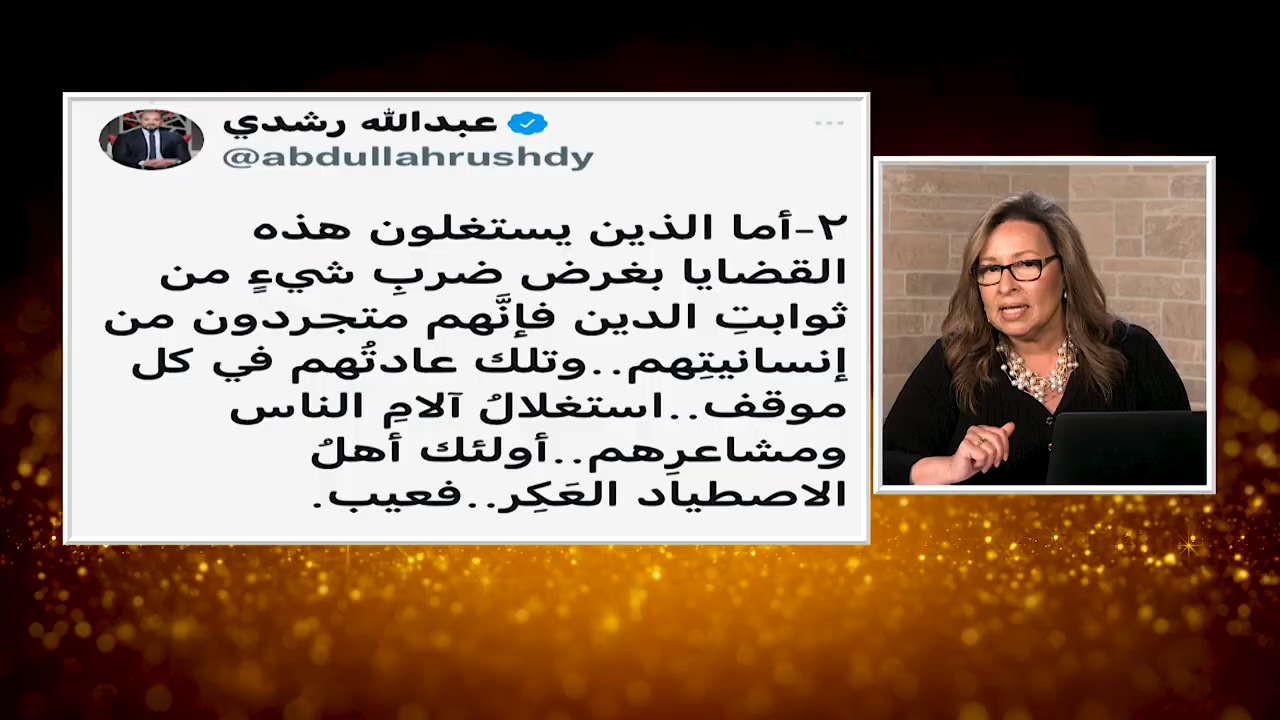 عبدالله رشدي
@abdullahrushdy
٢-أما الذين يستغلون هذه
القضايا بغرض ضربِ شيءٍ من
ثوابتِ الدين فإنَّهم متجردون من
إنسانيتِهم..وتلك عادتُهم في كل
موقف..استغلالُ آلامِ الناس
ومشاعرِهم..أولئك أهلُ
الاصطياد العَكِر..فعيب.